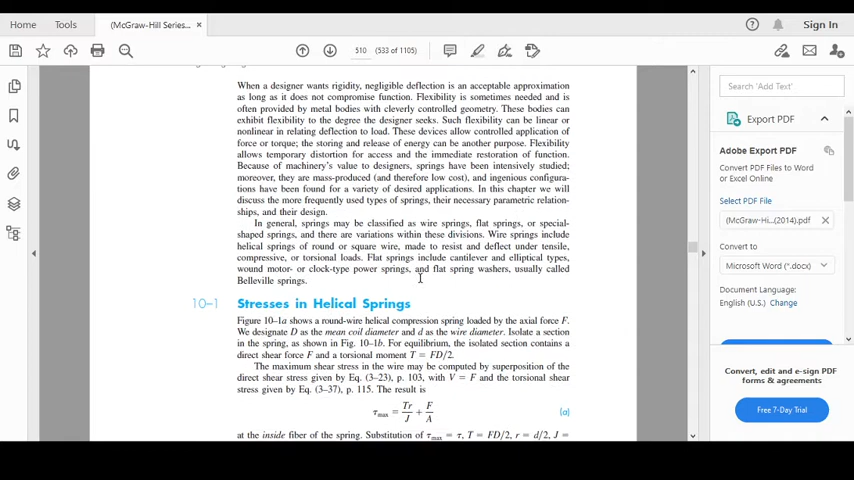 Home Tools (McGraw-Hill Series... × Sign In
510 (533 of 1105)
When a designer wants rigidity, negligible deflection is an acceptable approximation
as long as it does not compromise function. Flexibility is sometimes needed and is
often provided by metal bodies with cleverly controlled geometry. These bodies can
exhibit flexibility to the degree the designer seeks. Such flexibility can be linear or
nonlinear in relating deflection to load. These devices allow controlled application of
force or torque; the storing and release of energy can be another purpose. Flexibility
allows temporary distortion for access and the immediate restoration of function.
Because of machinery's value to designers, springs have been intensively studied;
moreover, they are mass-produced (and therefore low cost), and ingenious configura-
tions have been found for a variety of desired applications. In this chapter we will
discuss the more frequently used types of springs, their necessary parametric relation-
ships, and their design.
In general, springs may be classified as wire springs, flat springs, or special-
shaped springs, and there are variations within these divisions. Wire springs include
helical springs of round or square wire, made to resist and deflect under tensile,
compressive, or torsional loads. Flat springs include cantilever and elliptical types,
wound motor- or clock-type power springs, and flat spring washers, usually called
Belleville springs.
10–1 Stresses in Helical Springs
Figure 10–1a shows a round-wire helical compression spring loaded by the axial force F.
We designate D as the mean coil diameter and d as the wire diameter. Isolate a section
in the spring, as shown in Fig. 10–1b. For equilibrium, the isolated section contains a
direct shear force F and a torsional moment T = FD/2.
The maximum shear stress in the wire may be computed by superposition of the
direct shear stress given by Eq. (3–23), p. 103, with V = F and the torsional shear
stress given by Eq. (3–37), p. 115. The result is
τmax = Tr/J + F/A [a]
at the inside fiber of the spring. Substitution of τmax = τ, T = FD/2, r = d/2, J =
Search 'Add Text'
Export PDF
Adobe Export PDF
Convert PDF Files to Word
or Excel Online
Select PDF File
(McGraw-Hi...(2014).pdf ×
Convert to
Microsoft Word (*.docx)
Document Language:
English (U.S.) Change
Convert, edit and e-sign PDF
forms & agreements
Free 7-Day Trial